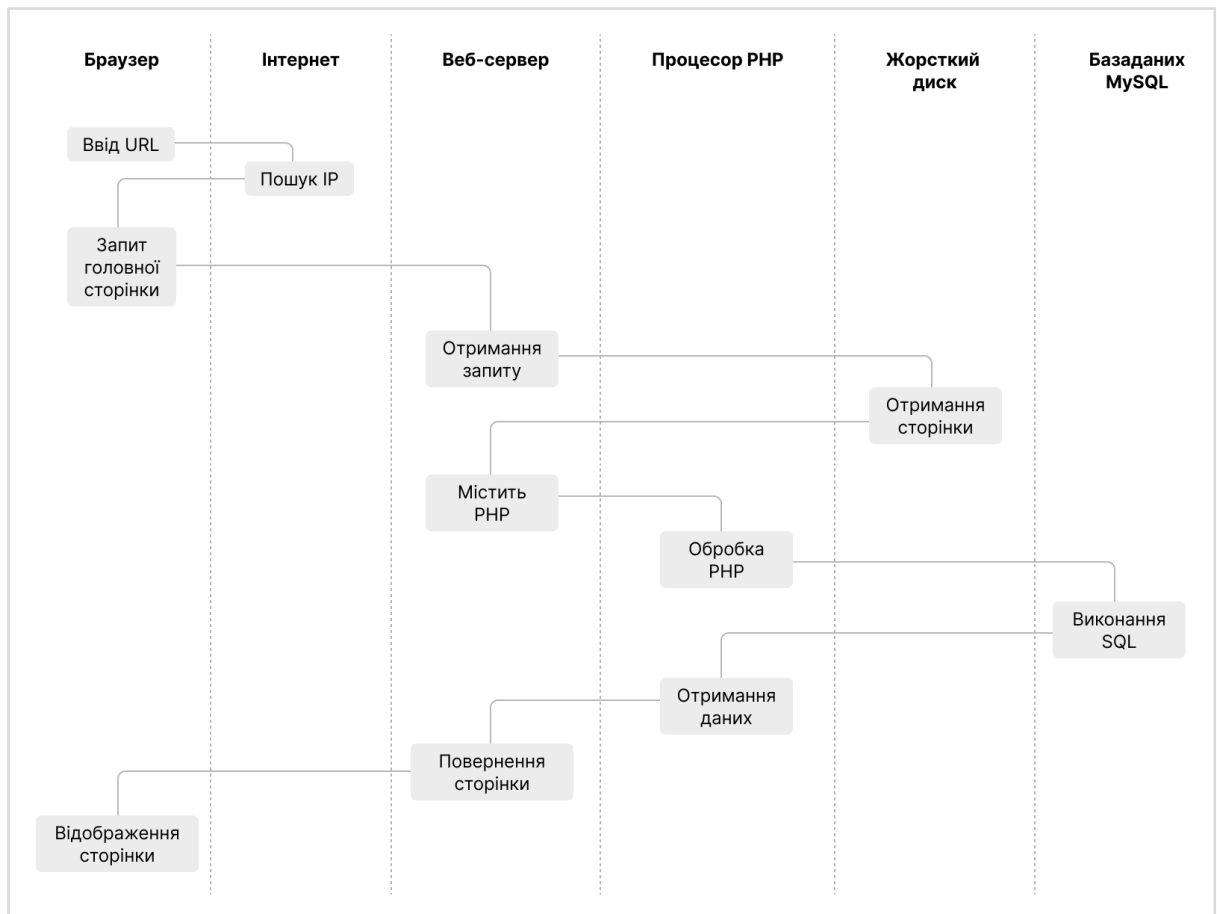 Браузер
Інтернет
Веб-сервер
Процесор PHP
Жорсткий
диск
Базаданих
MySQL
Ввід URL
Пошук IP
Запит
головної
сторінки
Отримання
запиту
Отримання
сторінки
Містить
PHP
Обробка
PHP
Виконання
SQL
Отримання
даних
Повернення
сторінки
Відображення
сторінки